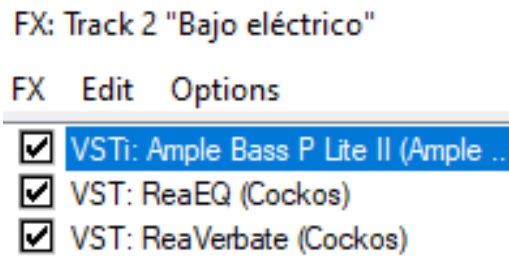 FX: Track 2 "Bajo eléctrico"
FX Edit Options
VSTi: Ample Bass P Lite II (Ample ...
VST: ReaEQ (Cockos)
VST: ReaVerbate (Cockos)